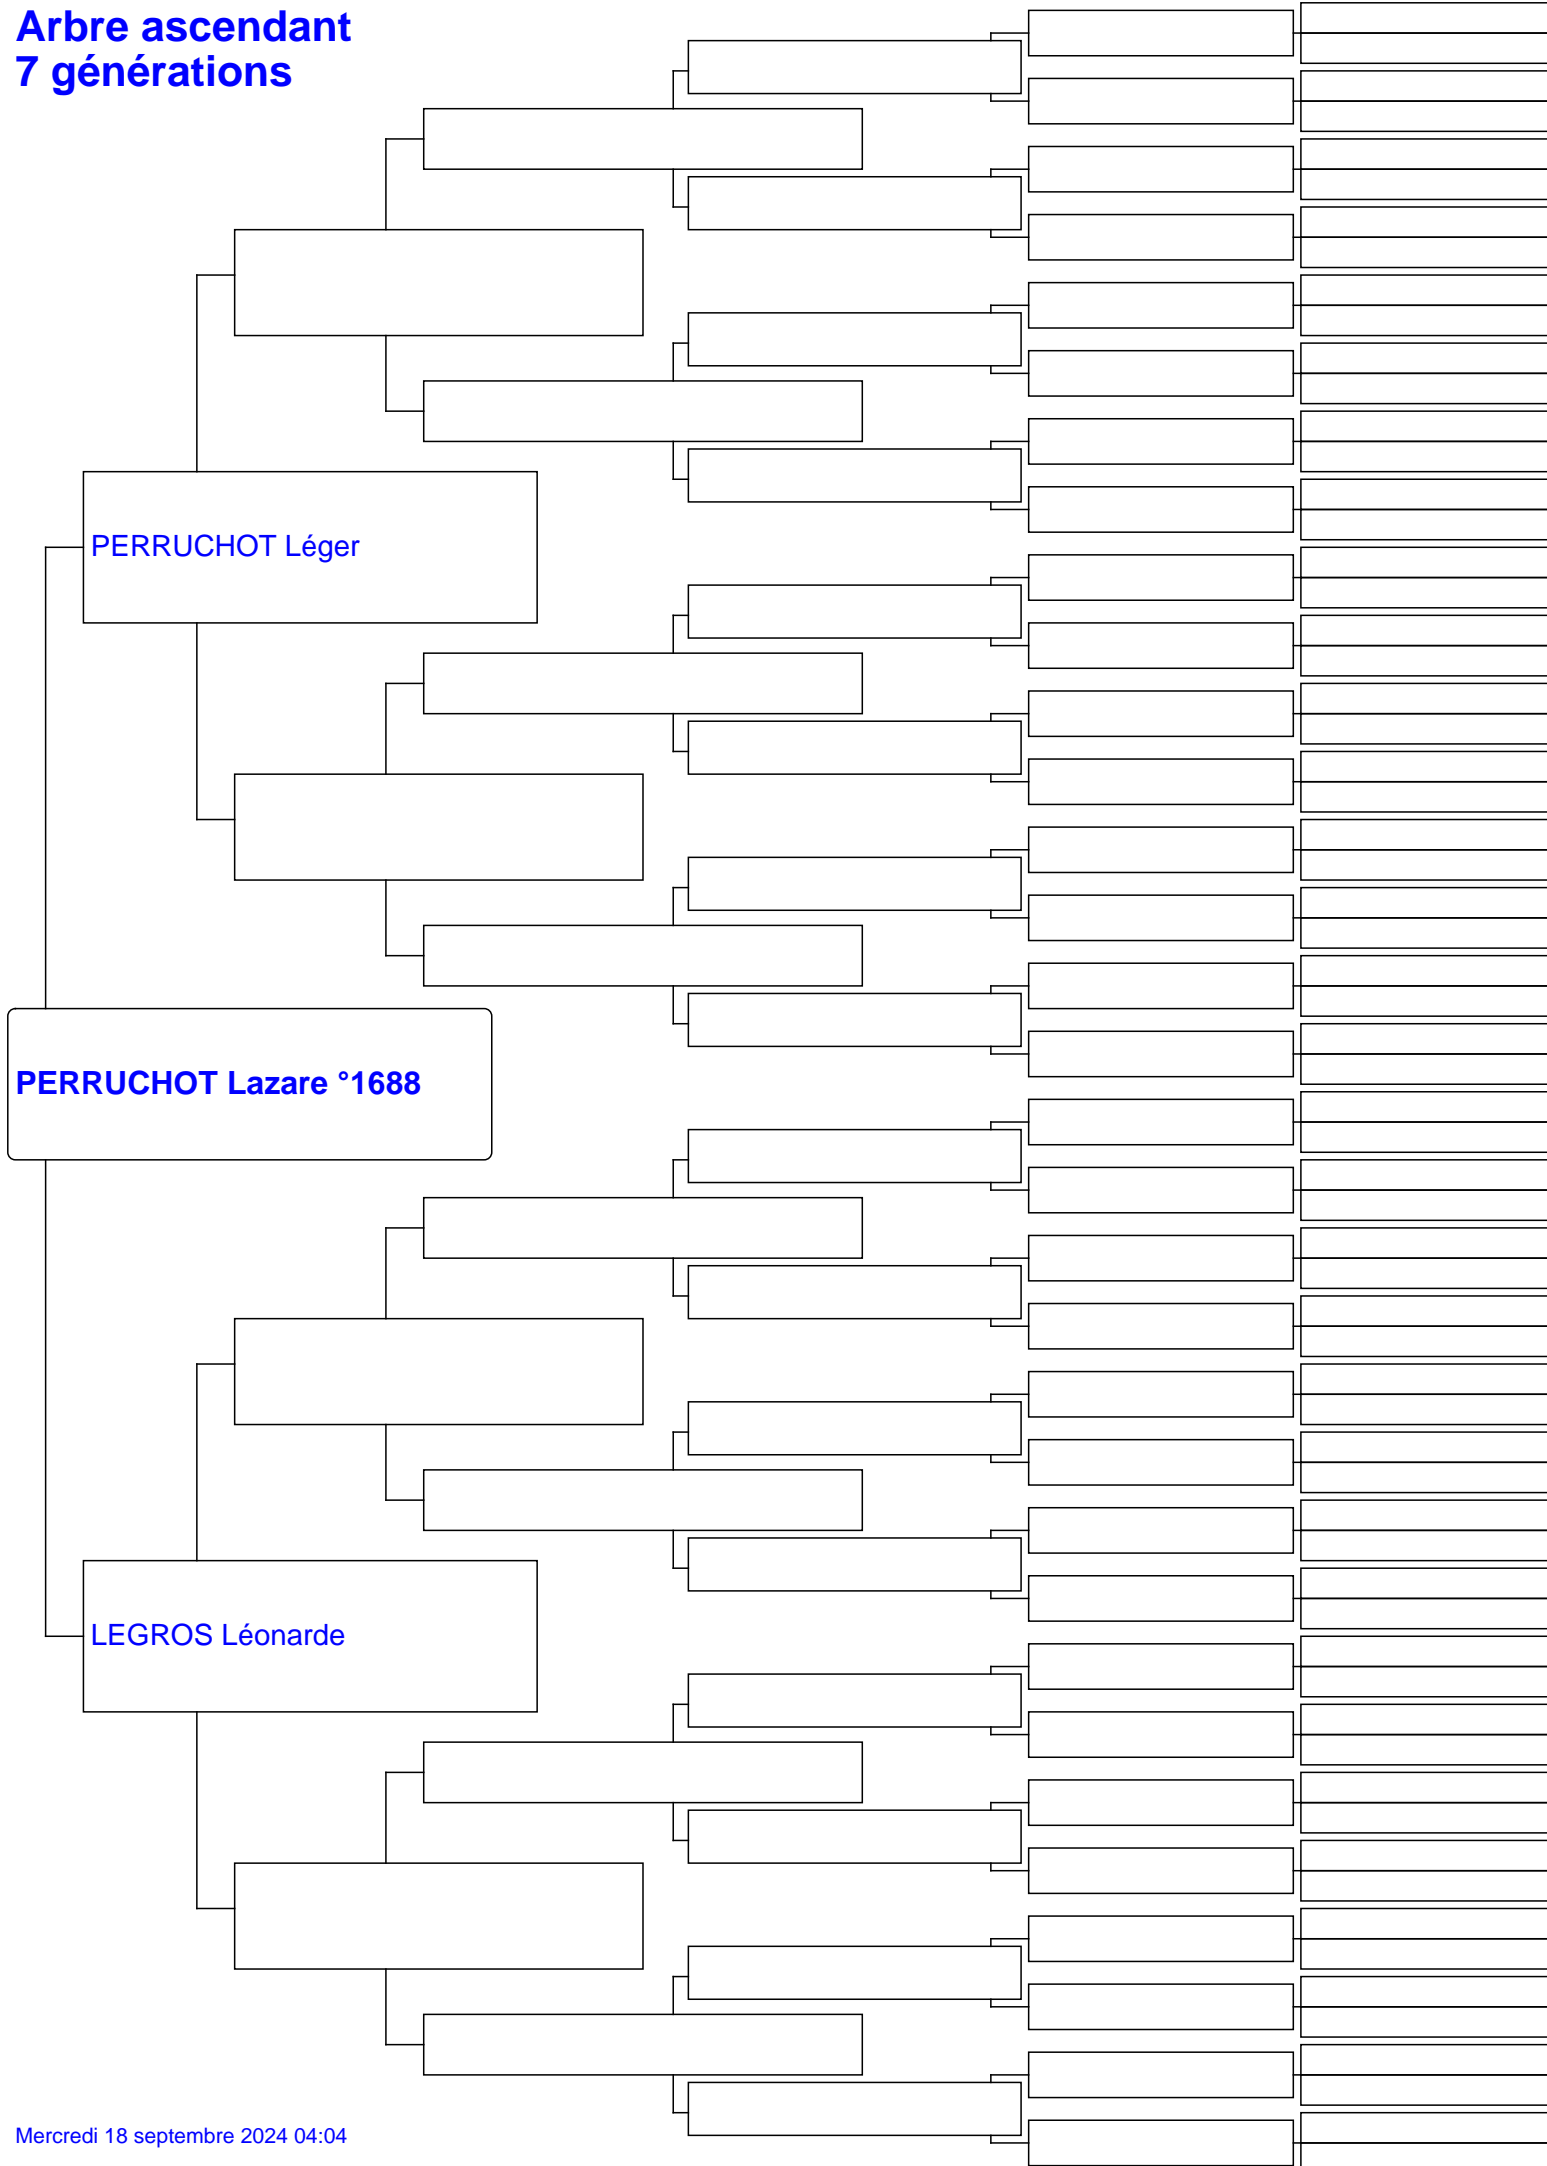 Arbre ascendant
7 générations
PERRUCHOT Léger
PERRUCHOT Lazare °1688
LEGROS Léonarde
Mercredi 18 septembre 2024 04:04